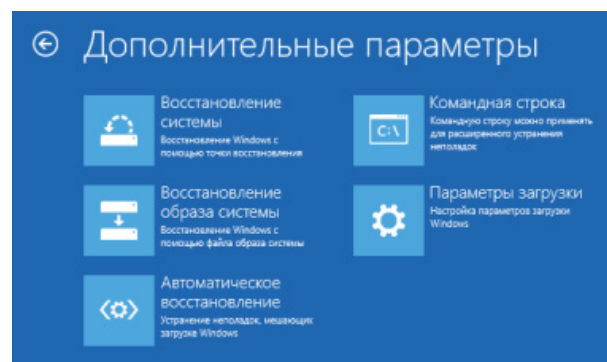 Дополнительные параметры
Восстановление
системы
Восстановление Windows с
помощью точки восстановления
Восстановление
образа системы
Восстановление Windows с
помощью файла образа системы
Автоматическое
восстановление
Устранение неполадок, мешающих
загрузке Windows
Командная строка
Командную строку можно применять
для расширенного устранения
неполадок
C:\
Параметры загрузки
Настройка параметров загрузки
Windows